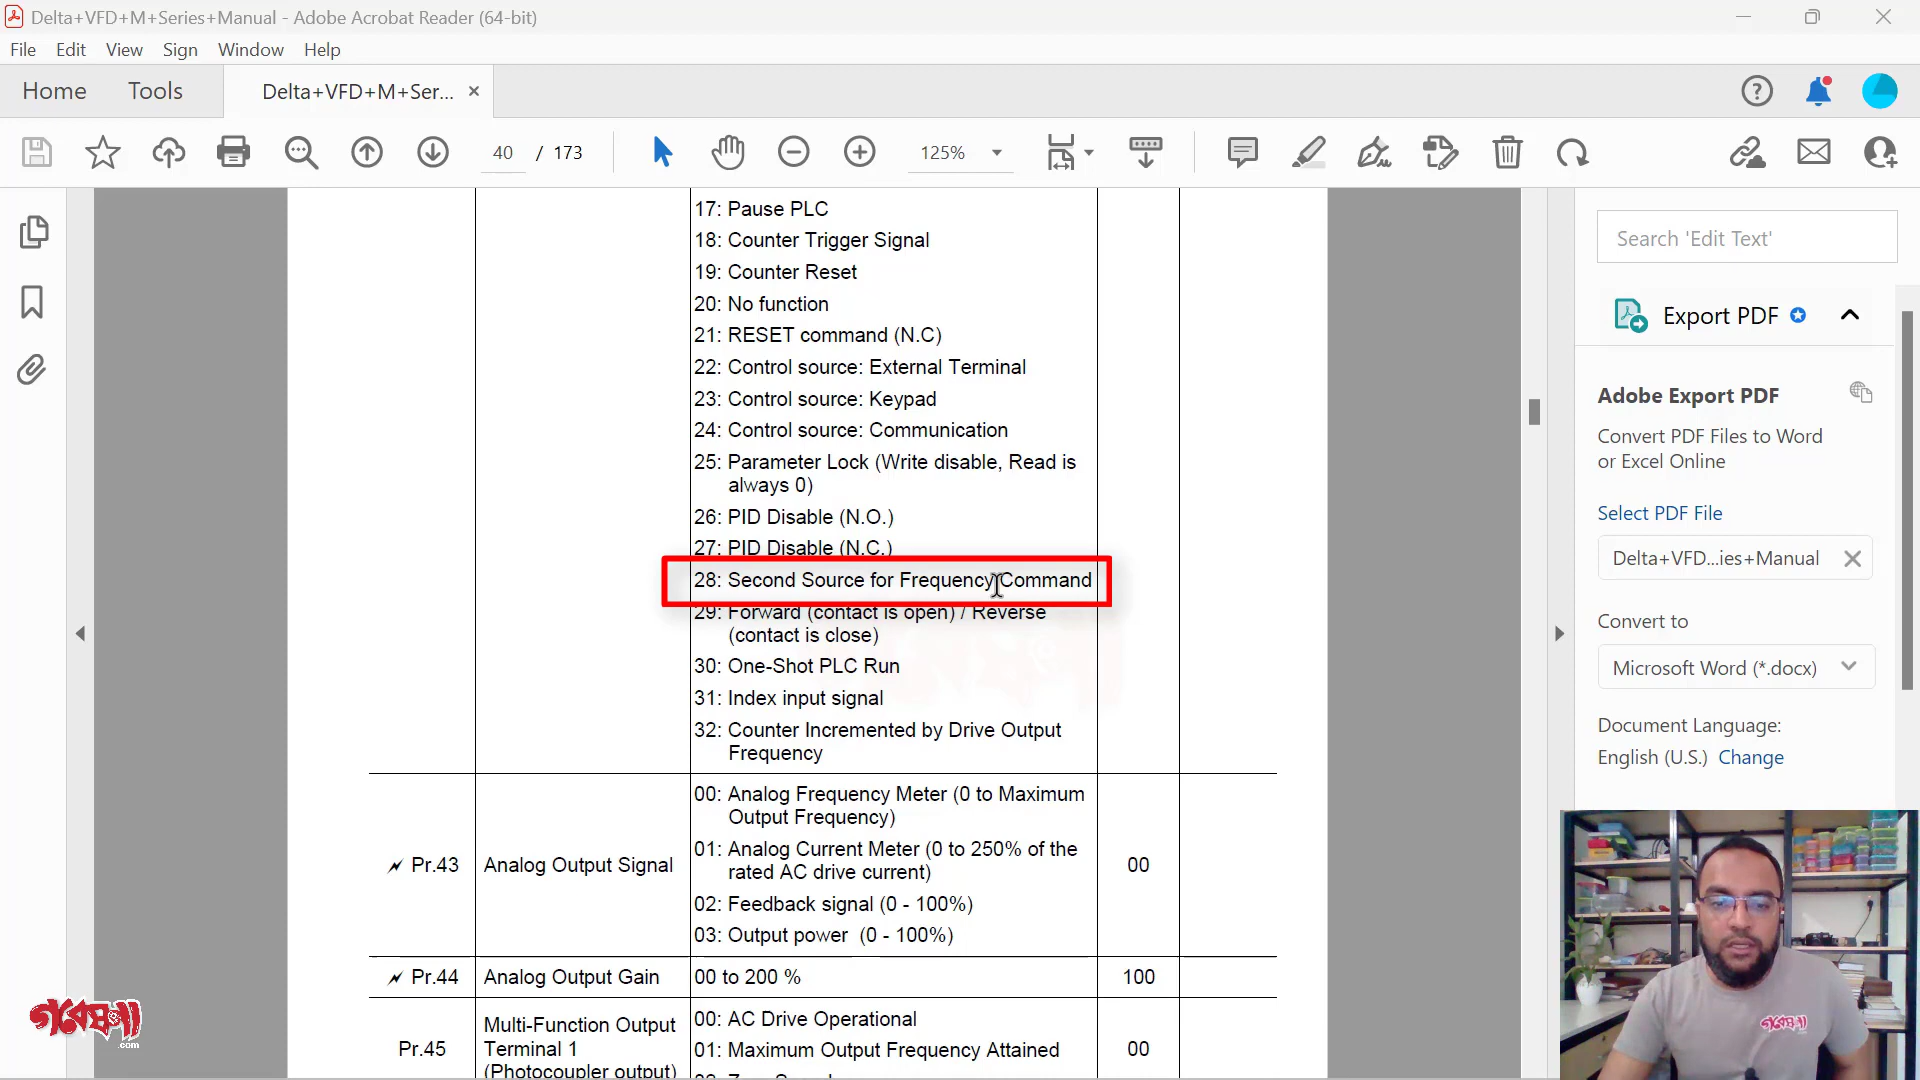 Delta+VFD+M+Series+Manual - Adobe Acrobat Reader (64-bit)
File Edit View Sign Window Help
Home Tools Delta+VFD+M+Ser...
40 / 173 125%
17: Pause PLC
18: Counter Trigger Signal
19: Counter Reset
20: No function
21: RESET command (N.C)
22: Control source: External Terminal
23: Control source: Keypad
24: Control source: Communication
25: Parameter Lock (Write disable, Read is
always 0)
26: PID Disable (N.O.)
27: PID Disable (N.C.)
28: Second Source for Frequency Command
29: Forward (contact is open) / Reverse
(contact is close)
30: One-Shot PLC Run
31: Index input signal
32: Counter Incremented by Drive Output
Frequency
Pr.43 Analog Output Signal
00: Analog Frequency Meter (0 to Maximum
Output Frequency)
01: Analog Current Meter (0 to 250% of the
rated AC drive current)
02: Feedback signal (0 - 100%)
03: Output power (0 - 100%)
00
Pr.44 Analog Output Gain 00 to 200 % 100
Pr.45
Multi-Function Output
Terminal 1
(Photocoupler output)
00: AC Drive Operational
01: Maximum Output Frequency Attained
00
Search 'Edit Text'
Export PDF
Adobe Export PDF
Convert PDF Files to Word
or Excel Online
Select PDF File
Delta+VFD...ies+Manual
Convert to
Microsoft Word (*.docx)
Document Language:
English (U.S.) Change
গবেষণা
.com
গবেষণা